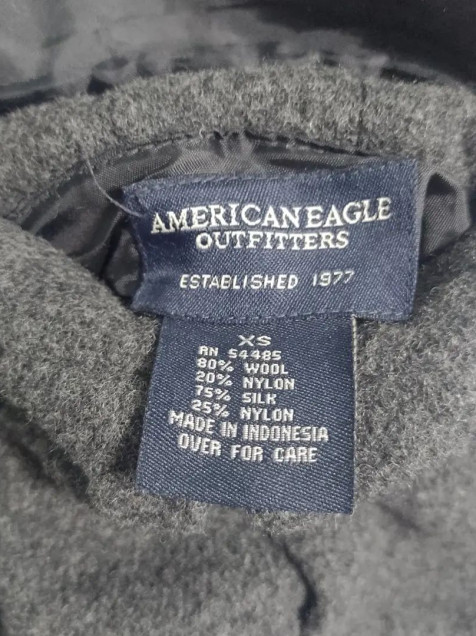 AMERICAN EAGLE
OUTFITTERS
ESTABLISHED 1977
XS
RN 54485
80% WOOL
20% NYLON
75% SILK
25% NYLON
MADE IN INDONESIA
OVER FOR CARE